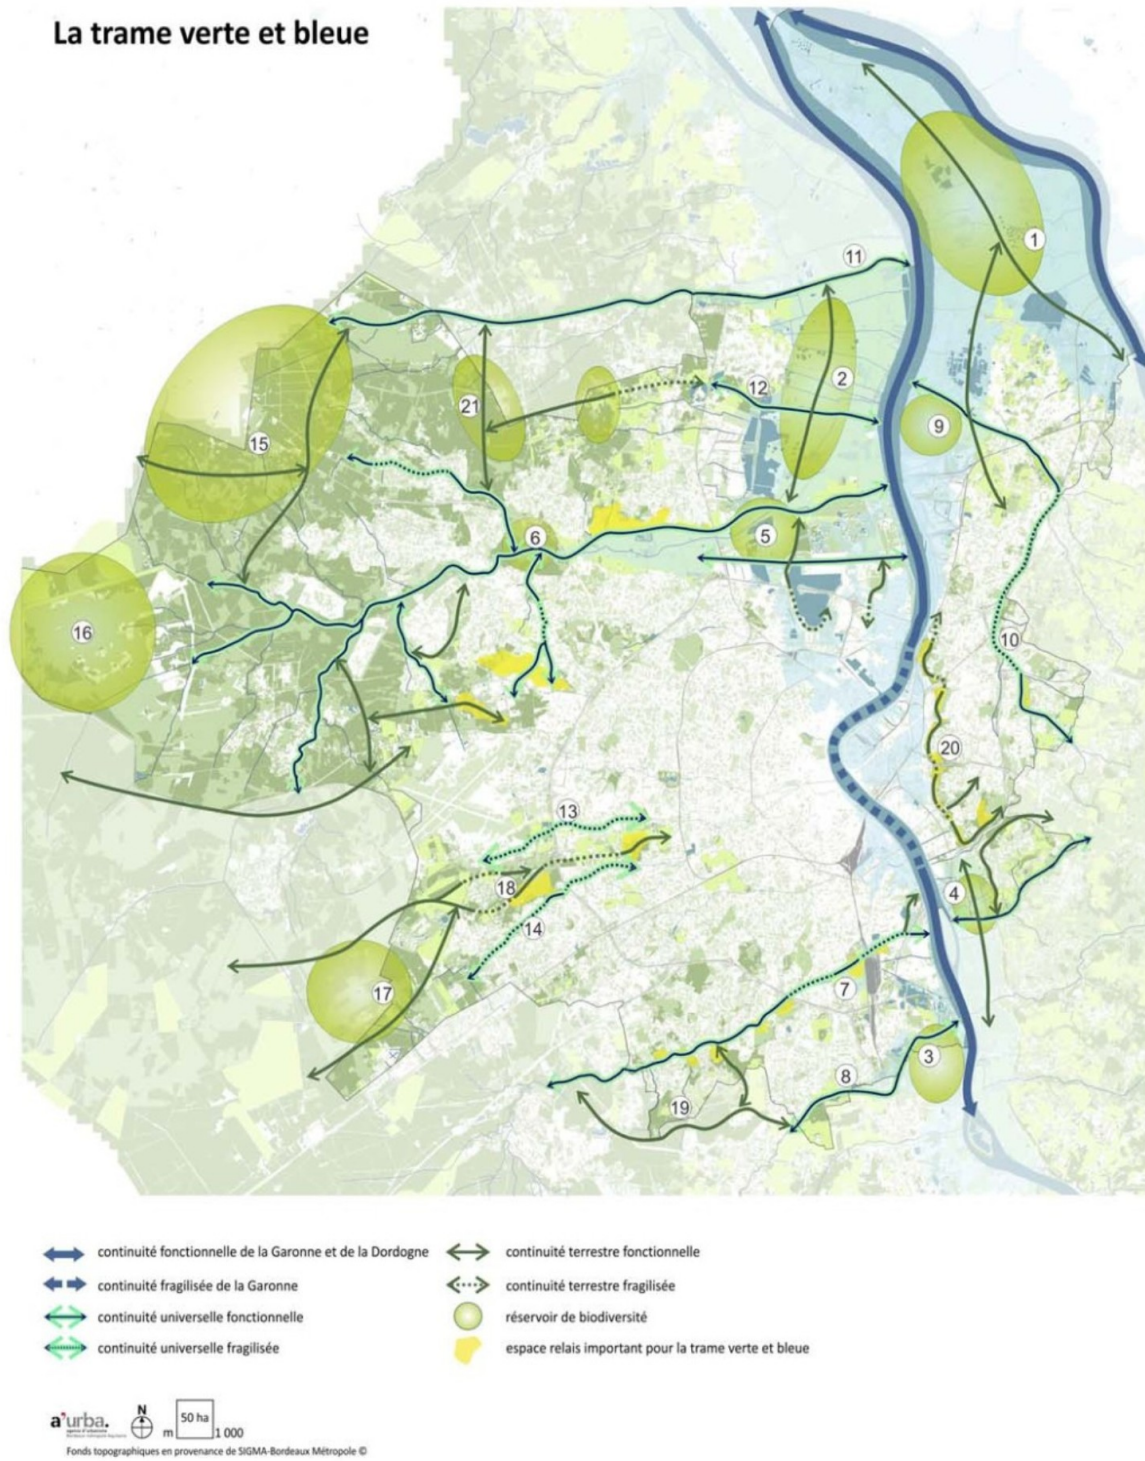 La trame verte et bleue
1
11
2
12
21
15
9
5
6
16
10
20
13
18
14
4
17
7
3
8
19
continuité fonctionnelle de la Garonne et de la Dordogne
continuité fragilisée de la Garonne
continuité universelle fonctionnelle
continuité universelle fragilisée
continuité terrestre fonctionnelle
continuité terrestre fragilisée
réservoir de biodiversité
espace relais important pour la trame verte et bleue
a'urba.
N
50 ha
m 1 000
Fonds topographiques en provenance de SIGMA-Bordeaux Métropole ©